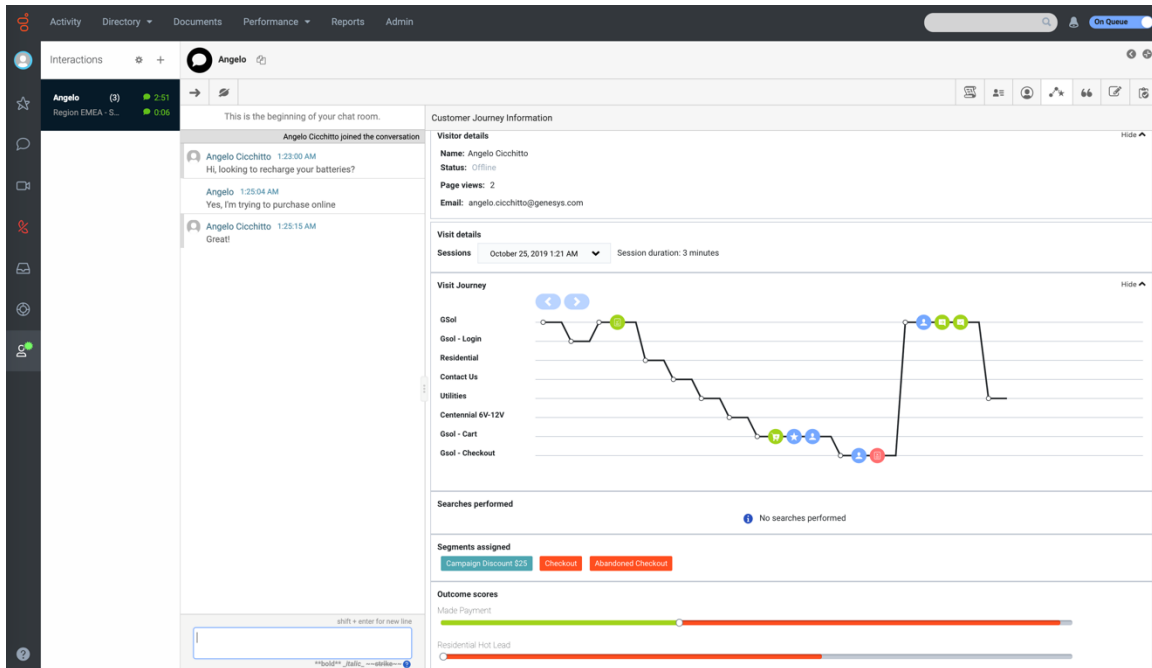 Activity Directory Documents Performance Reports Admin On Queue
Interactions
Angelo (3) 2:51
Region EMEA - S... 0:06
Angelo
This is the beginning of your chat room.
Angelo Cicchitto joined the conversation
Angelo Cicchitto 1:23:00 AM
Hi, looking to recharge your batteries?
Angelo 1:25:04 AM
Yes, I'm trying to purchase online
Angelo Cicchitto 1:25:15 AM
Great!
shift + enter for new line
**bold** _italic_ ~~strike~~
Customer Journey Information
Visitor details Hide
Name: Angelo Cicchitto
Status: Offline
Page views: 2
Email: angelo.cicchitto@genesys.com
Visit details
Sessions October 25, 2019 1:21 AM Session duration: 3 minutes
Visit Journey Hide
GSol
Gsol - Login
Residential
Contact Us
Utilities
Centennial 6V-12V
Gsol - Cart
Gsol - Checkout
Searches performed
No searches performed
Segments assigned
Campaign Discount $25 Checkout Abandoned Checkout
Outcome scores
Made Payment
Residential Hot Lead